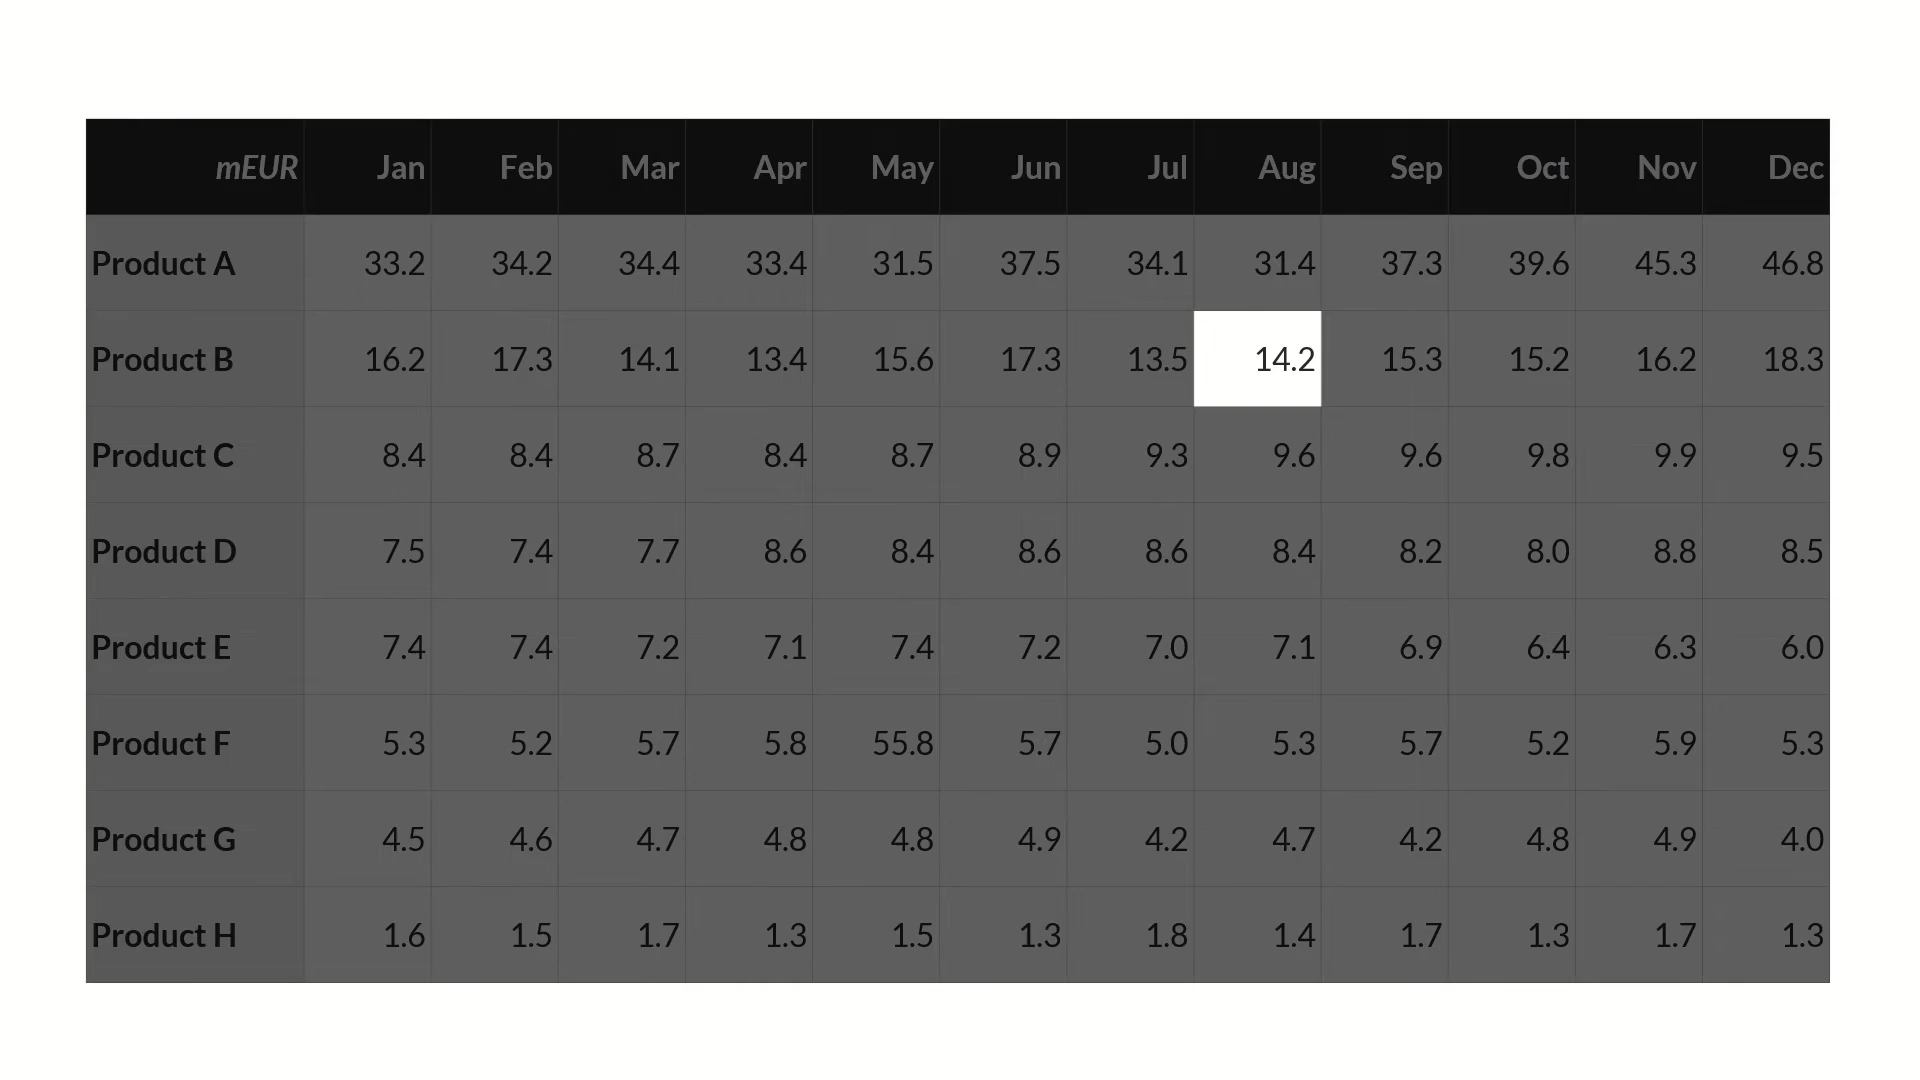 mEUR Jan Feb Mar Apr May Jun Jul Aug Sep Oct Nov Dec
Product A 33.2 34.2 34.4 33.4 31.5 37.5 34.1 31.4 37.3 39.6 45.3 46.8
Product B 16.2 17.3 14.1 13.4 15.6 17.3 13.5 14.2 15.3 15.2 16.2 18.3
Product C 8.4 8.4 8.7 8.4 8.7 8.9 9.3 9.6 9.6 9.8 9.9 9.5
Product D 7.5 7.4 7.7 8.6 8.4 8.6 8.6 8.4 8.2 8.0 8.8 8.5
Product E 7.4 7.4 7.2 7.1 7.4 7.2 7.0 7.1 6.9 6.4 6.3 6.0
Product F 5.3 5.2 5.7 5.8 55.8 5.7 5.0 5.3 5.7 5.2 5.9 5.3
Product G 4.5 4.6 4.7 4.8 4.8 4.9 4.2 4.7 4.2 4.8 4.9 4.0
Product H 1.6 1.5 1.7 1.3 1.5 1.3 1.8 1.4 1.7 1.3 1.7 1.3